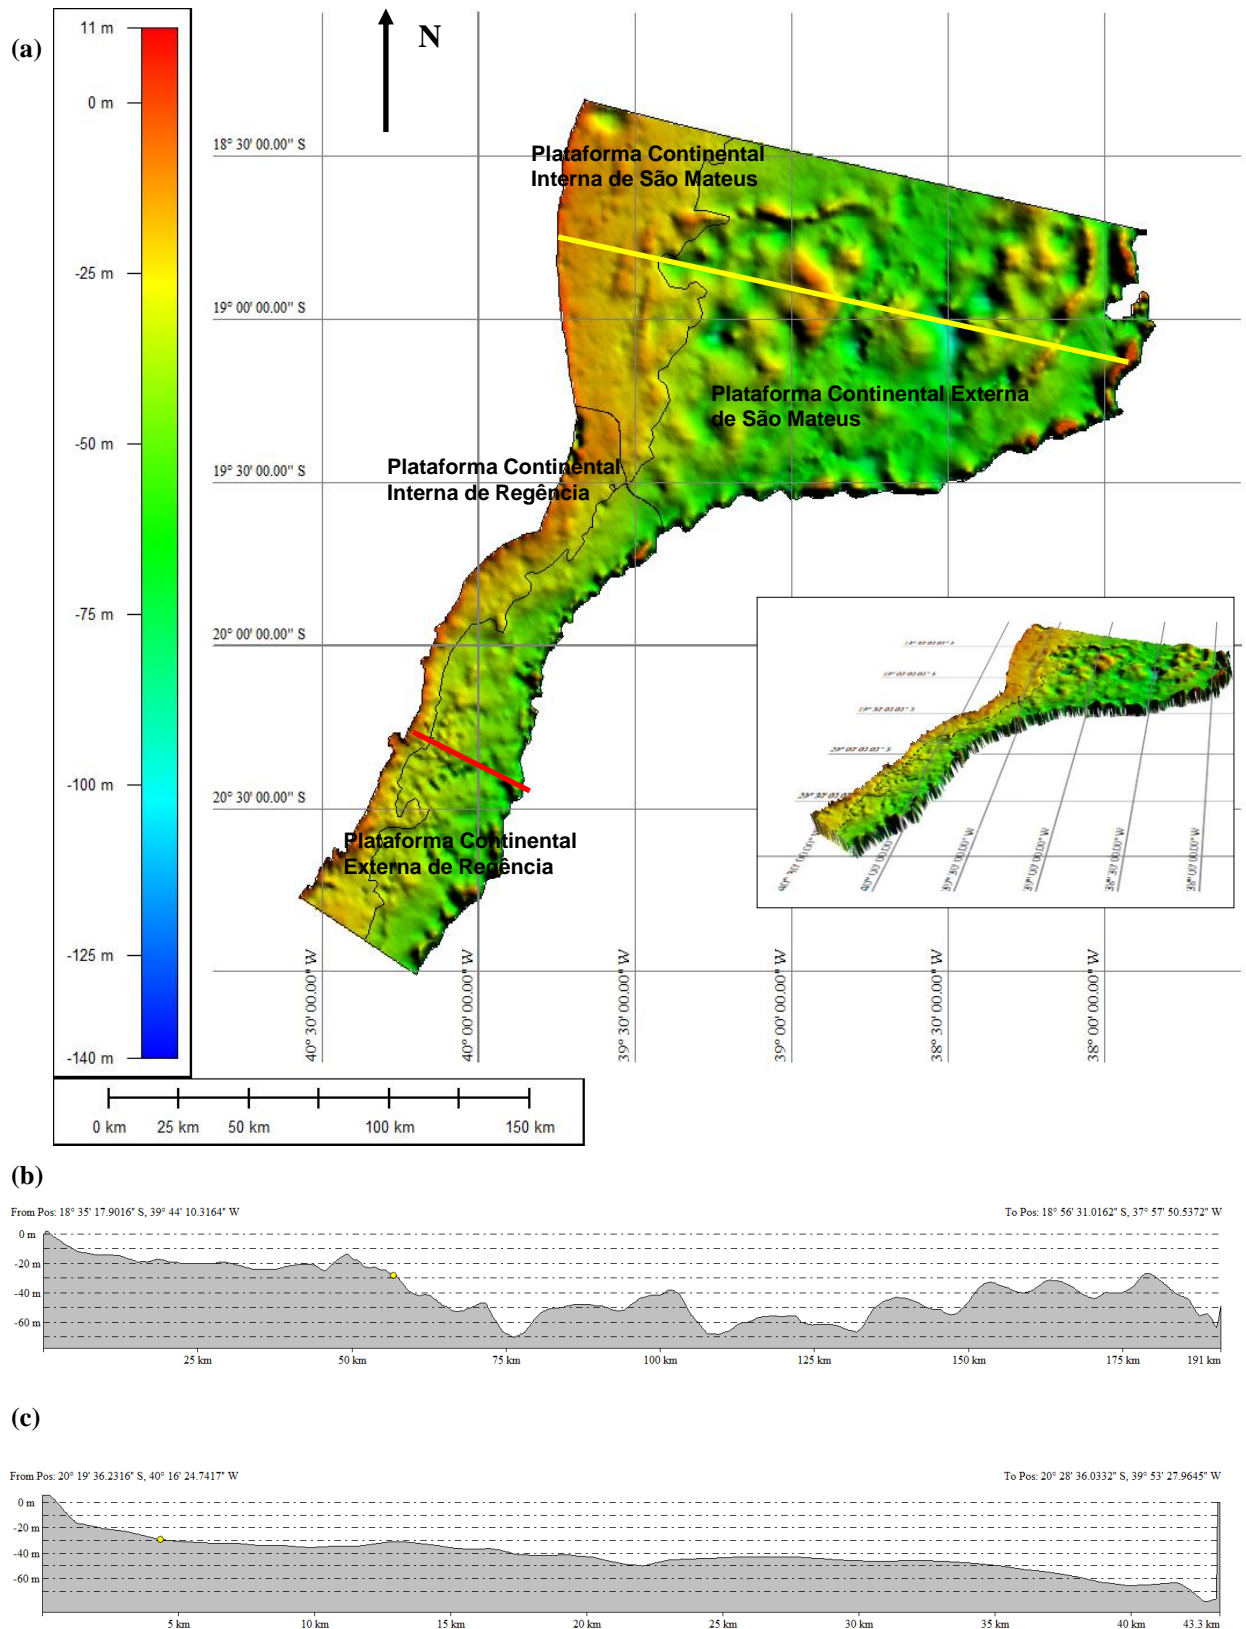 (a)
11 m
0 m
-25 m
-50 m
-75 m
-100 m
-125 m
-140 m
N
18° 30' 00.00" S
19° 00' 00.00" S
19° 30' 00.00" S
20° 00' 00.00" S
20° 30' 00.00" S
Plataforma Continental
Interna de São Mateus
Plataforma Continental Externa
de São Mateus
Plataforma Continental
Interna de Regência
Plataforma Continental
Externa de Regência
40° 30' 00.00" W
40° 00' 00.00" W
39° 30' 00.00" W
39° 00' 00.00" W
38° 30' 00.00" W
38° 00' 00.00" W
0 km 25 km 50 km 100 km 150 km
(b)
From Pos: 18° 35' 17.9016" S, 39° 44' 10.3164" W
To Pos: 18° 56' 31.0162" S, 37° 57' 50.5372" W
0 m
-20 m
-40 m
-60 m
25 km 50 km 75 km 100 km 125 km 150 km 175 km 191 km
(c)
From Pos: 20° 19' 36.2316" S, 40° 16' 24.7417" W
To Pos: 20° 28' 36.0332" S, 39° 53' 27.9645" W
0 m
-20 m
-40 m
-60 m
5 km 10 km 15 km 20 km 25 km 30 km 35 km 40 km 43.3 km